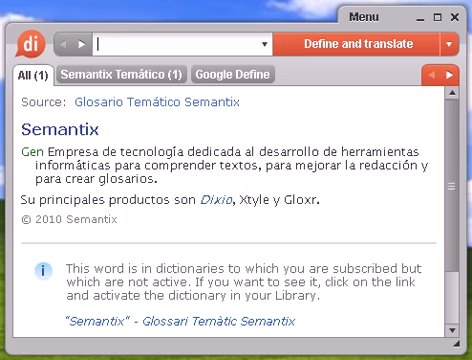 Menu
di
Define and translate
All (1)
Semantix Temático (1)
Google Define
Source: Glosario Temático Semantix
Semantix
Gen Empresa de tecnología dedicada al desarrollo de herramientas
informáticas para comprender textos, para mejorar la redacción y
para crear glosarios.
Su principales productos son Dixio, Xtyle y Gloxr.
© 2010 Semantix
i
This word is in dictionaries to which you are subscribed but
which are not active. If you want to see it, click on the link
and activate the dictionary in your Library.
"Semantix" - Glossari Temàtic Semantix